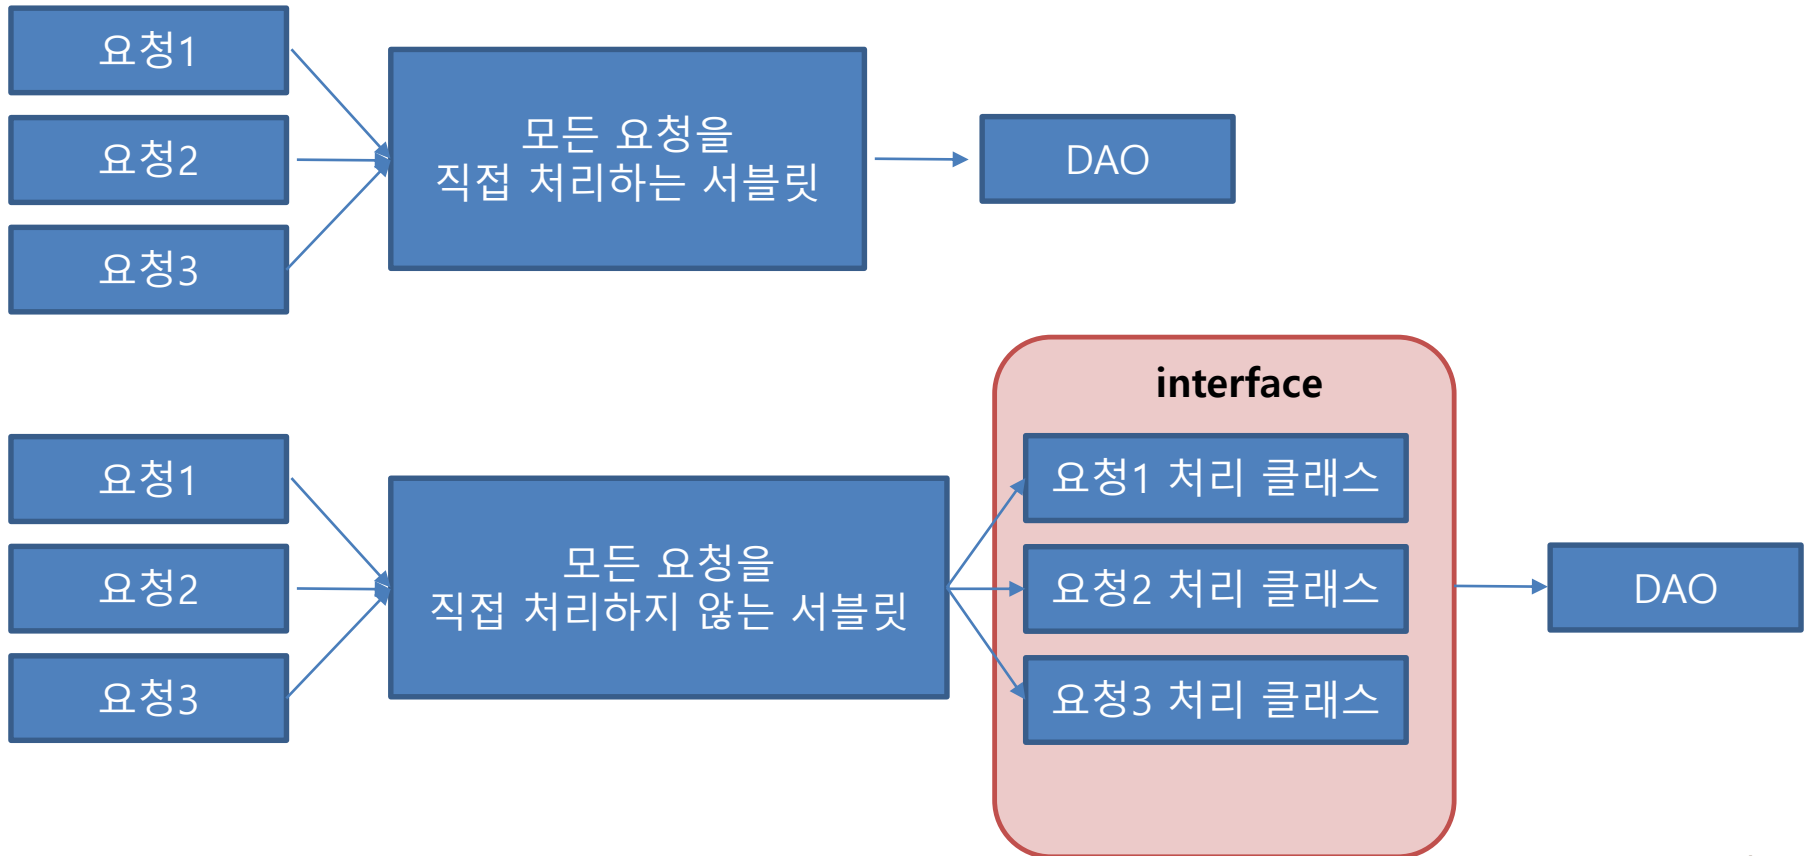 요청1
요청2
요청3
모든 요청을
직접 처리하는 서블릿
DAO
요청1
요청2
요청3
모든 요청을
직접 처리하지 않는 서블릿
interface
요청1 처리 클래스
요청2 처리 클래스
요청3 처리 클래스
DAO